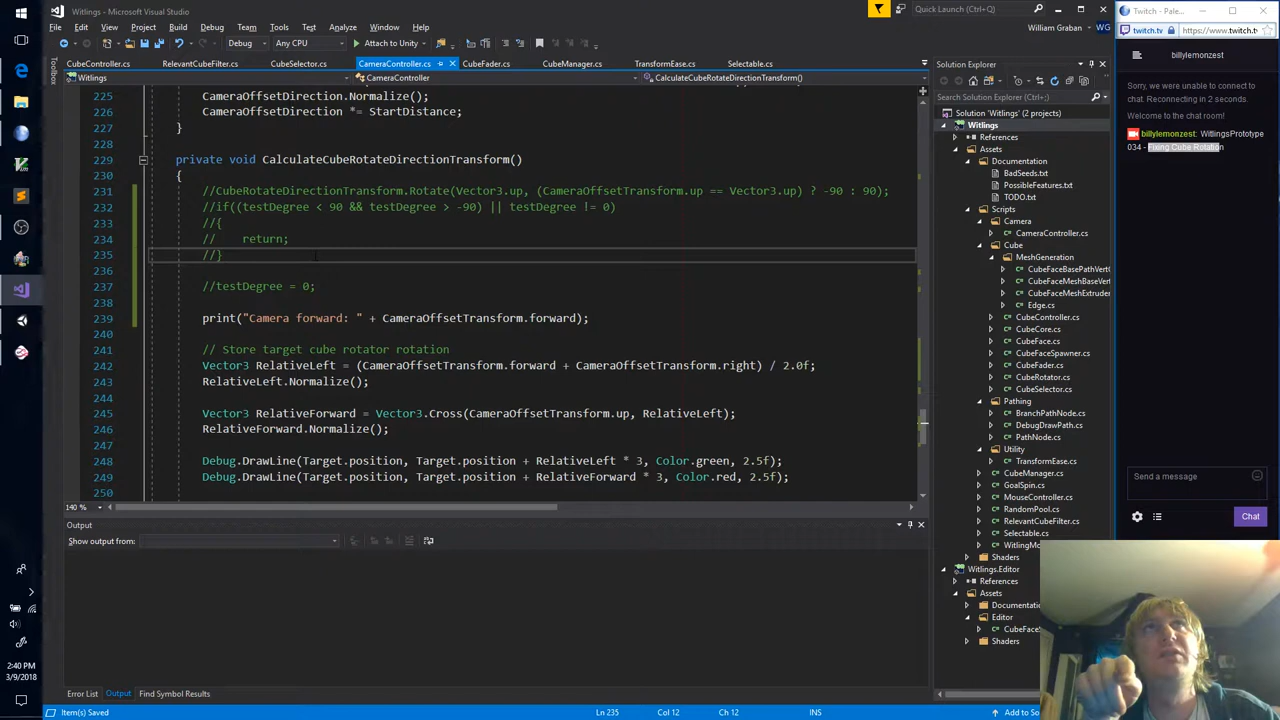 Witlings - Microsoft Visual Studio
Quick Launch (Ctrl+Q)
File Edit View Project Build Debug Team Tools Test Analyze Window Help
William Graban WG
Debug Any CPU Attach to Unity
CubeController.cs RelevantCubeFilter.cs CubeSelector.cs CameraController.cs CubeFader.cs CubeManager.cs TransformEase.cs Selectable.cs
Witlings CameraController CalculateCubeRotateDirectionTransform()
225 CameraOffsetDirection.Normalize();
226 CameraOffsetDirection *= StartDistance;
227 }
228
229 private void CalculateCubeRotateDirectionTransform()
230 {
231 //CubeRotateDirectionTransform.Rotate(Vector3.up, (CameraOffsetTransform.up == Vector3.up) ? -90 : 90);
232 //if((testDegree < 90 && testDegree > -90) || testDegree != 0)
233 //{
234 // return;
235 //}
236
237 //testDegree = 0;
238
239 print("Camera forward: " + CameraOffsetTransform.forward);
240
241 // Store target cube rotator rotation
242 Vector3 RelativeLeft = (CameraOffsetTransform.forward + CameraOffsetTransform.right) / 2.0f;
243 RelativeLeft.Normalize();
244
245 Vector3 RelativeForward = Vector3.Cross(CameraOffsetTransform.up, RelativeLeft);
246 RelativeForward.Normalize();
247
248 Debug.DrawLine(Target.position, Target.position + RelativeLeft * 3, Color.green, 2.5f);
249 Debug.DrawLine(Target.position, Target.position + RelativeForward * 3, Color.red, 2.5f);
250
140 %
Output
Show output from:
Error List Output Find Symbol Results
Item(s) Saved Ln 235 Col 12 Ch 12 INS Add to So
Solution Explorer
Search Solution Explorer (Ctrl+;)
Solution 'Witlings' (2 projects)
Witlings
References
Assets
Documentation
BadSeeds.txt
PossibleFeatures.txt
TODO.txt
Scripts
Camera
CameraController.cs
Cube
MeshGeneration
CubeFaceBasePathVert
CubeFaceMeshBaseVert
CubeFaceMeshExtruder
Edge.cs
CubeController.cs
CubeCore.cs
CubeFace.cs
CubeFaceSpawner.cs
CubeFader.cs
CubeRotator.cs
CubeSelector.cs
Pathing
BranchPathNode.cs
DebugDrawPath.cs
PathNode.cs
Utility
TransformEase.cs
CubeManager.cs
GoalSpin.cs
MouseController.cs
RandomPool.cs
RelevantCubeFilter.cs
Selectable.cs
WitlingMo
Shaders
Witlings.Editor
References
Assets
Documen
Editor
CubeFaceS
Shaders
Twitch - Pale...
twitch.tv https://www.twitch.tv
billylemonzest
Sorry, we were unable to connect to
chat. Reconnecting in 2 seconds.
Welcome to the chat room!
billylemonzest: WitlingsPrototype
034 - Fixing Cube Rotation
Send a message
Chat
2:40 PM
3/9/2018